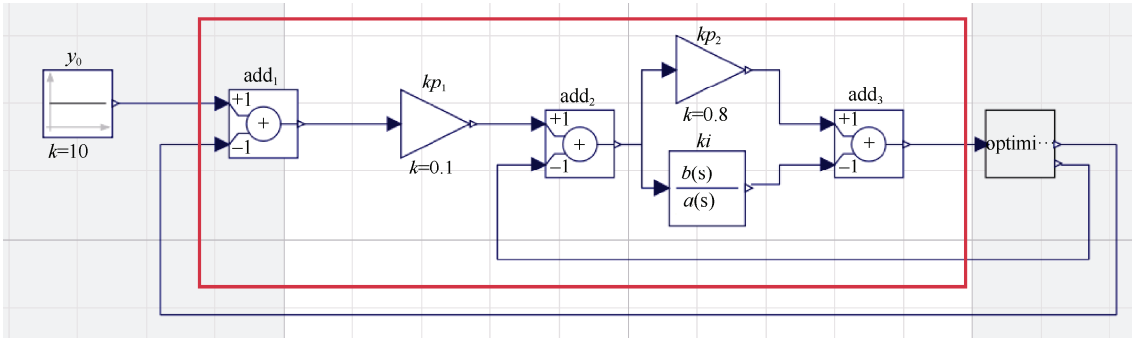 y₀
k=10
add₁
+1
+
−1
kp₁
k=0.1
add₂
+1
+
−1
kp₂
k=0.8
ki
b(s)
a(s)
add₃
+1
+
−1
optimi…